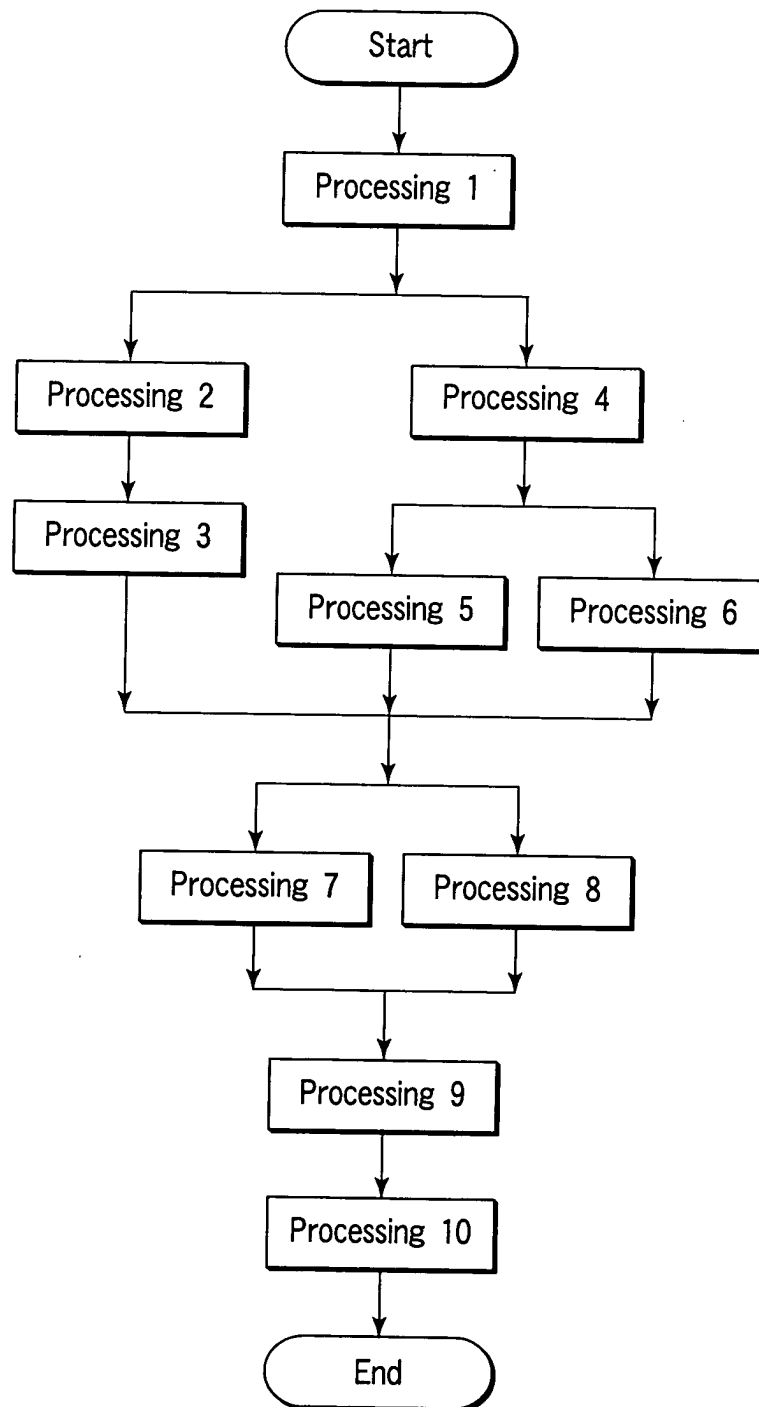 Start
Processing 1
Processing 2
Processing 4
Processing 3
Processing 5
Processing 6
Processing 7
Processing 8
Processing 9
Processing 10
End